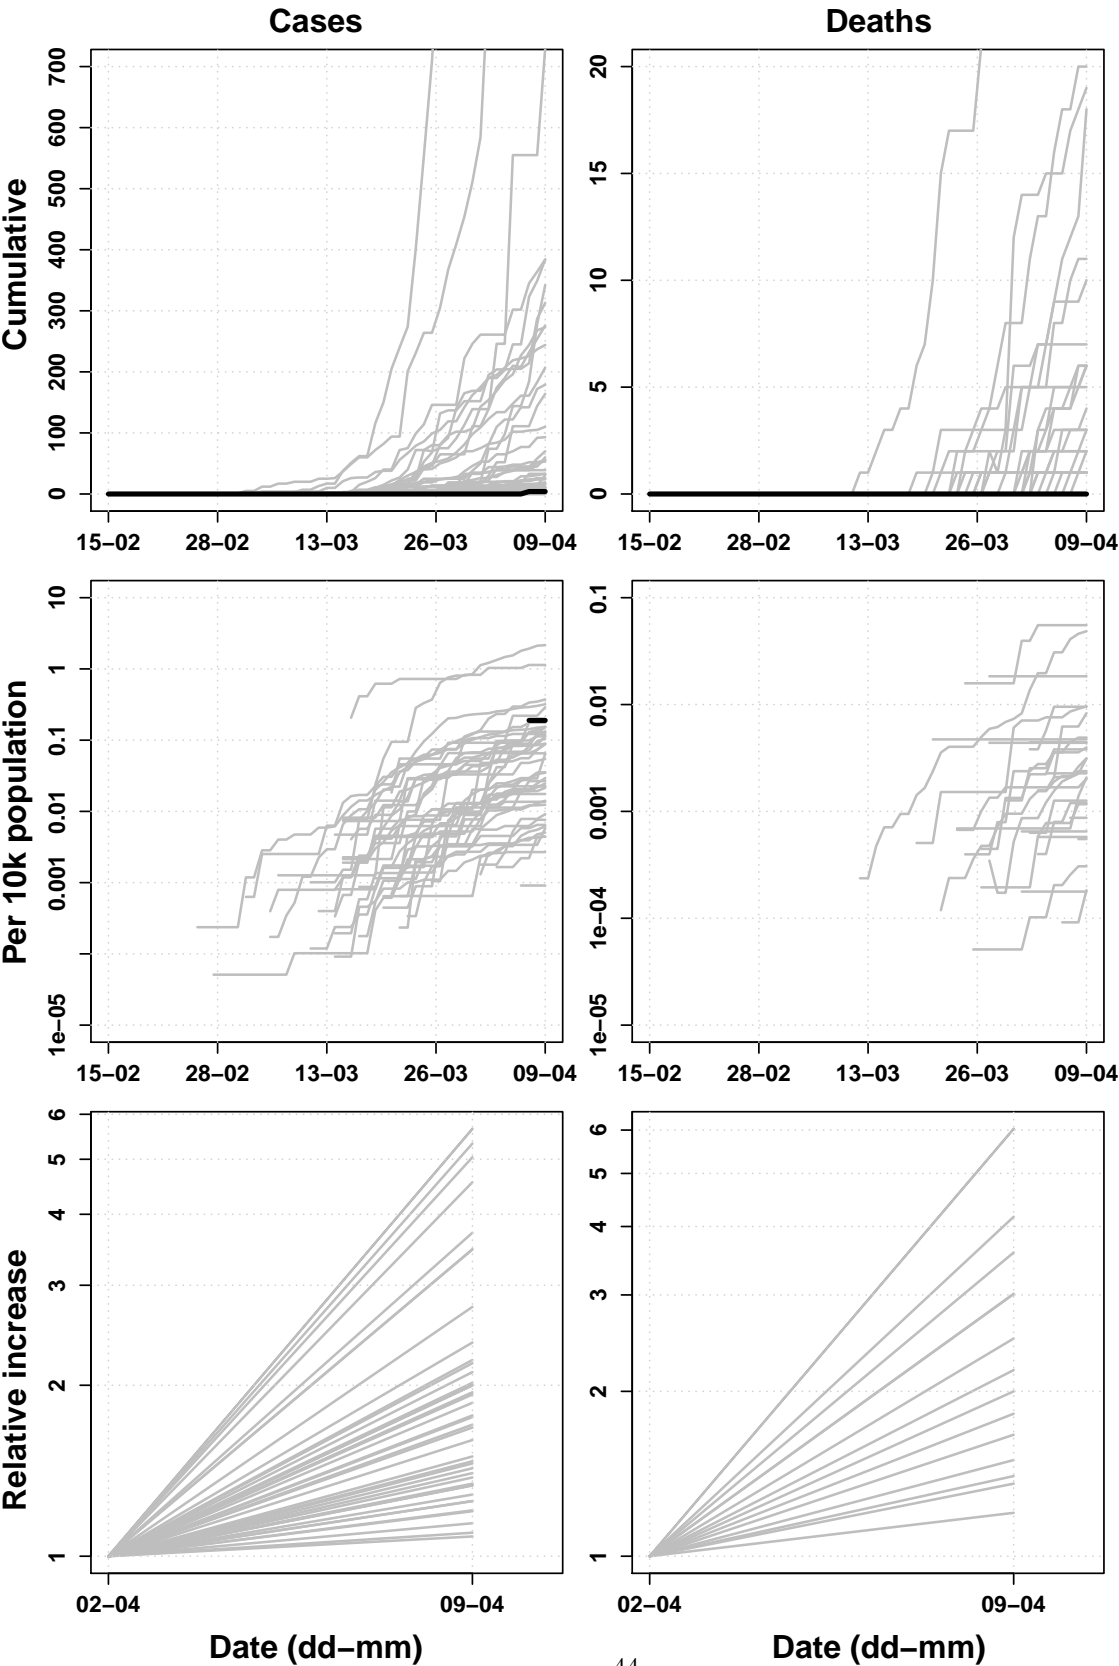 Cases
Deaths
Cumulative
700
600
500
400
300
200
100
0
15−02 28−02 13−03 26−03 09−04
20
15
10
5
0
15−02 28−02 13−03 26−03 09−04
Per 10k population
10
1
0.1
0.01
0.001
1e−05
15−02 28−02 13−03 26−03 09−04
0.1
0.01
0.001
1e−04
1e−05
15−02 28−02 13−03 26−03 09−04
Relative increase
6
5
4
3
2
1
02−04 09−04
Date (dd−mm)
6
5
4
3
2
1
02−04 09−04
Date (dd−mm)
44